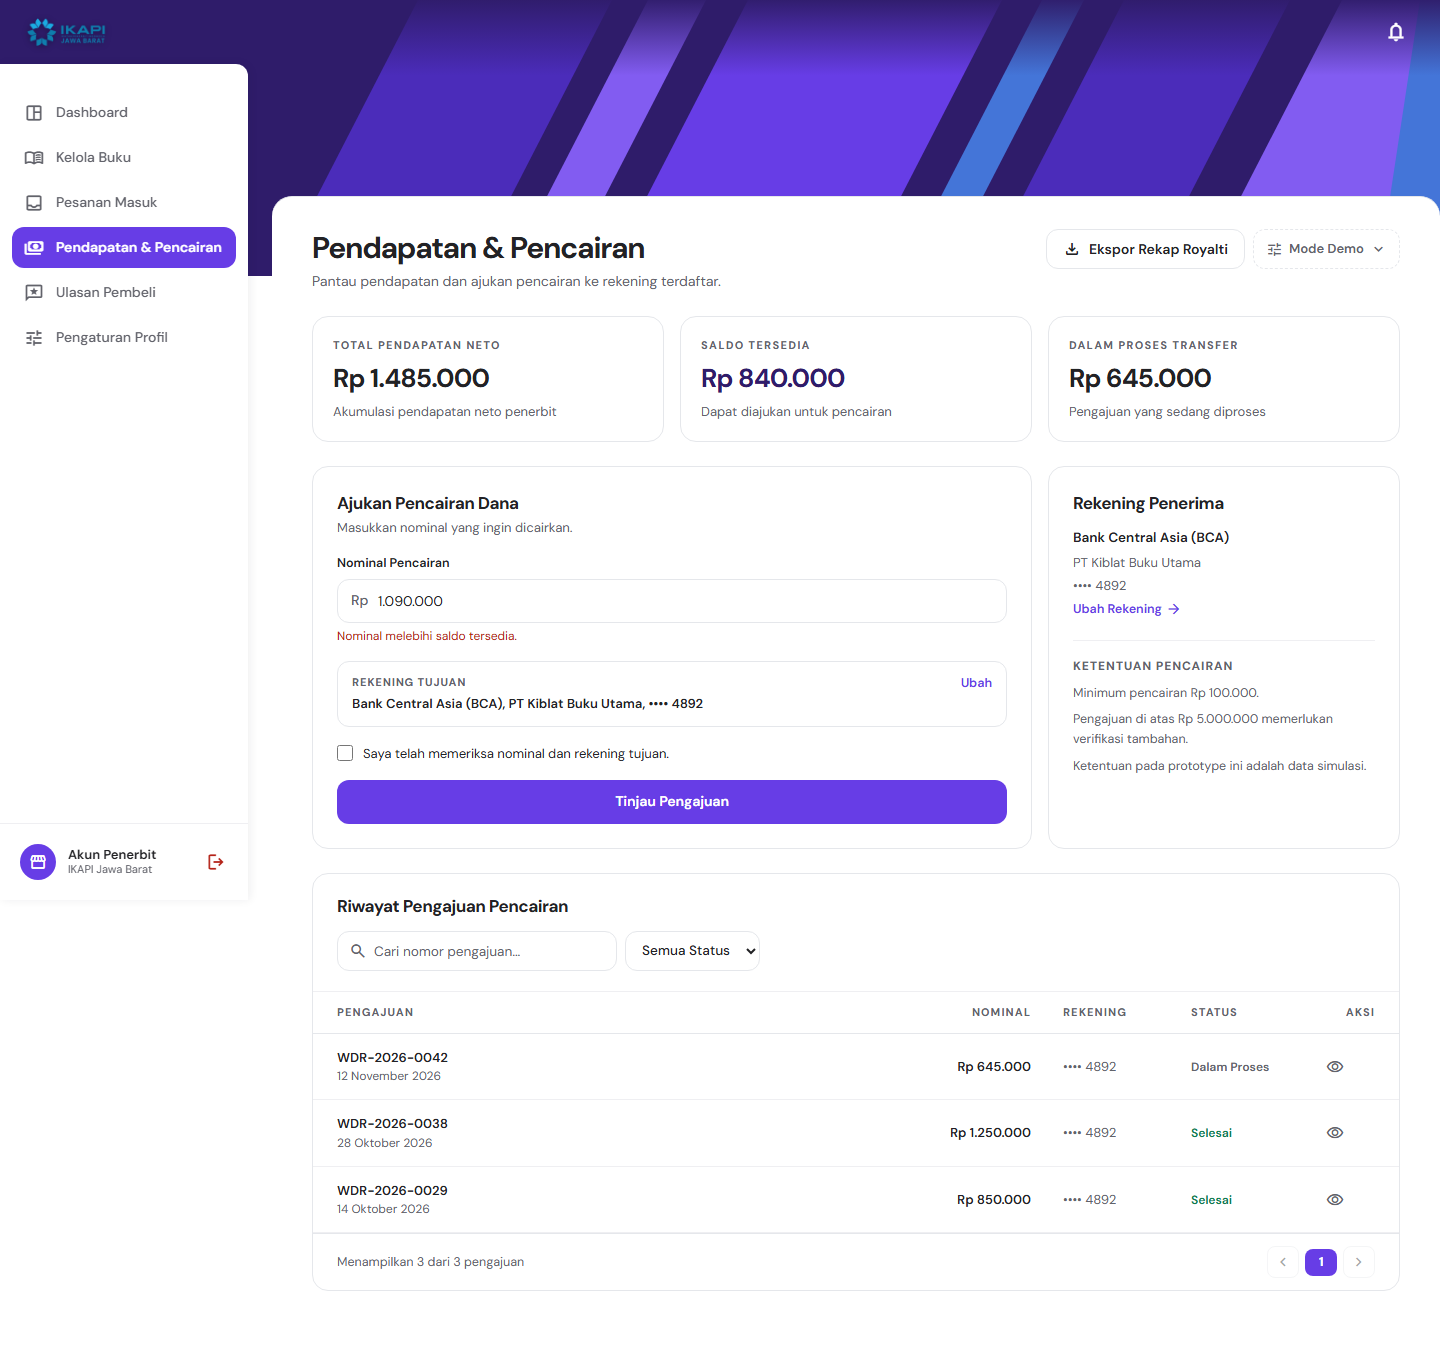 IKAPI
JAWA BARAT
Dashboard
Kelola Buku
Pesanan Masuk
Pendapatan & Pencairan
Ulasan Pembeli
Pengaturan Profil
Akun Penerbit
IKAPI Jawa Barat
Pendapatan & Pencairan
Pantau pendapatan dan ajukan pencairan ke rekening terdaftar.
Ekspor Rekap Royalti
Mode Demo
TOTAL PENDAPATAN NETO
Rp 1.485.000
Akumulasi pendapatan neto penerbit
SALDO TERSEDIA
Rp 840.000
Dapat diajukan untuk pencairan
DALAM PROSES TRANSFER
Rp 645.000
Pengajuan yang sedang diproses
Ajukan Pencairan Dana
Masukkan nominal yang ingin dicairkan.
Nominal Pencairan
Rp 1.090.000
Nominal melebihi saldo tersedia.
REKENING TUJUAN
Ubah
Bank Central Asia (BCA), PT Kiblat Buku Utama, •••• 4892
Saya telah memeriksa nominal dan rekening tujuan.
Tinjau Pengajuan
Rekening Penerima
Bank Central Asia (BCA)
PT Kiblat Buku Utama
•••• 4892
Ubah Rekening →
KETENTUAN PENCAIRAN
Minimum pencairan Rp 100.000.
Pengajuan di atas Rp 5.000.000 memerlukan
verifikasi tambahan.
Ketentuan pada prototype ini adalah data simulasi.
Riwayat Pengajuan Pencairan
Cari nomor pengajuan...
Semua Status
PENGAJUAN NOMINAL REKENING STATUS AKSI
WDR-2026-0042
12 November 2026
Rp 645.000 •••• 4892 Dalam Proses
WDR-2026-0038
28 Oktober 2026
Rp 1.250.000 •••• 4892 Selesai
WDR-2026-0029
14 Oktober 2026
Rp 850.000 •••• 4892 Selesai
Menampilkan 3 dari 3 pengajuan
1